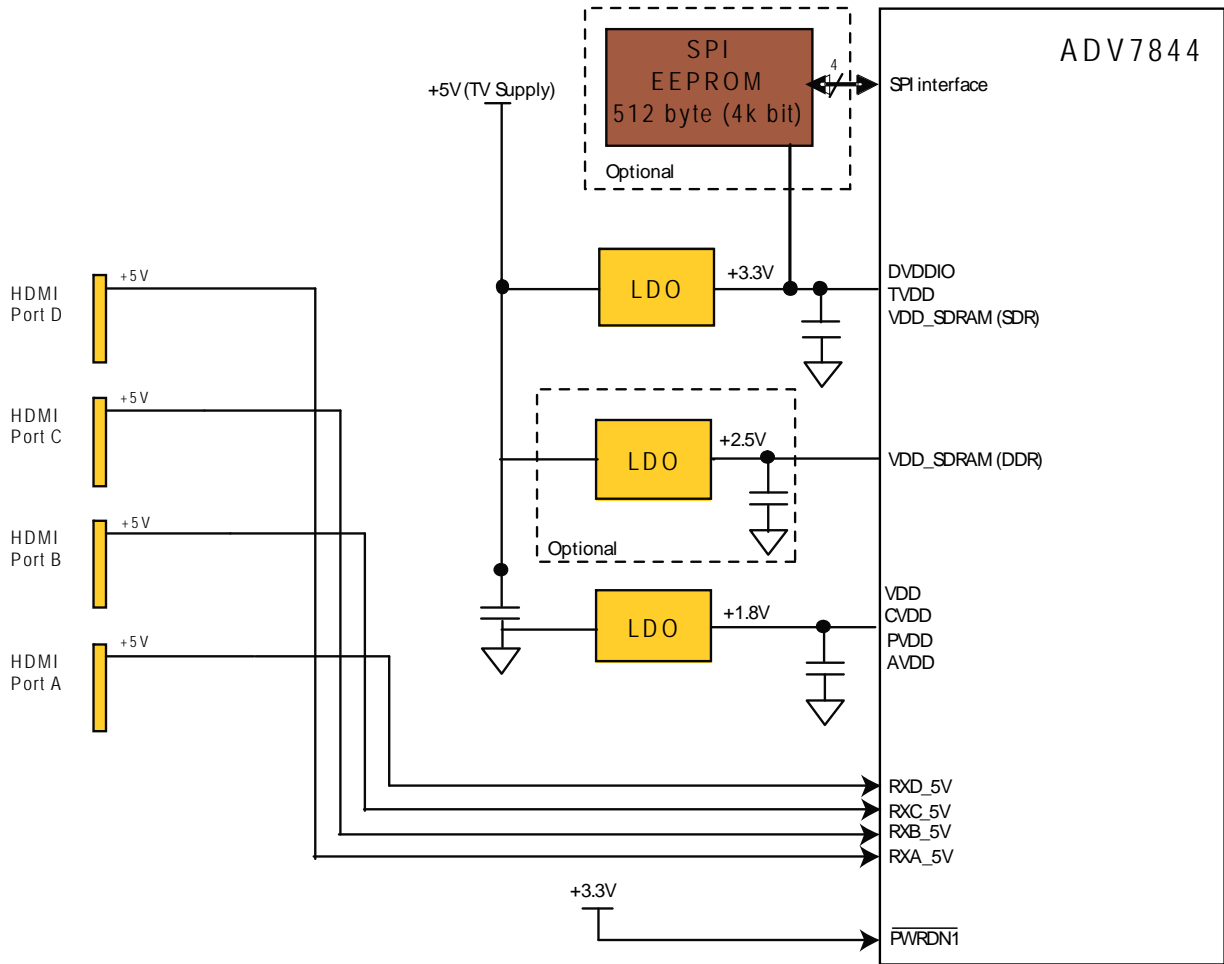 ADV7844
SPI
EEPROM
512 byte (4k bit)
Optional
4
SPI interface
+5V (TV Supply)
LDO
+3.3V
DVDDIO
TVDD
VDD_SDRAM (SDR)
HDMI
Port D
+5V
HDMI
Port C
+5V
LDO
+2.5V
Optional
VDD_SDRAM (DDR)
HDMI
Port B
+5V
LDO
+1.8V
VDD
CVDD
PVDD
AVDD
HDMI
Port A
+5V
RXD_5V
RXC_5V
RXB_5V
RXA_5V
+3.3V
PWRDN1